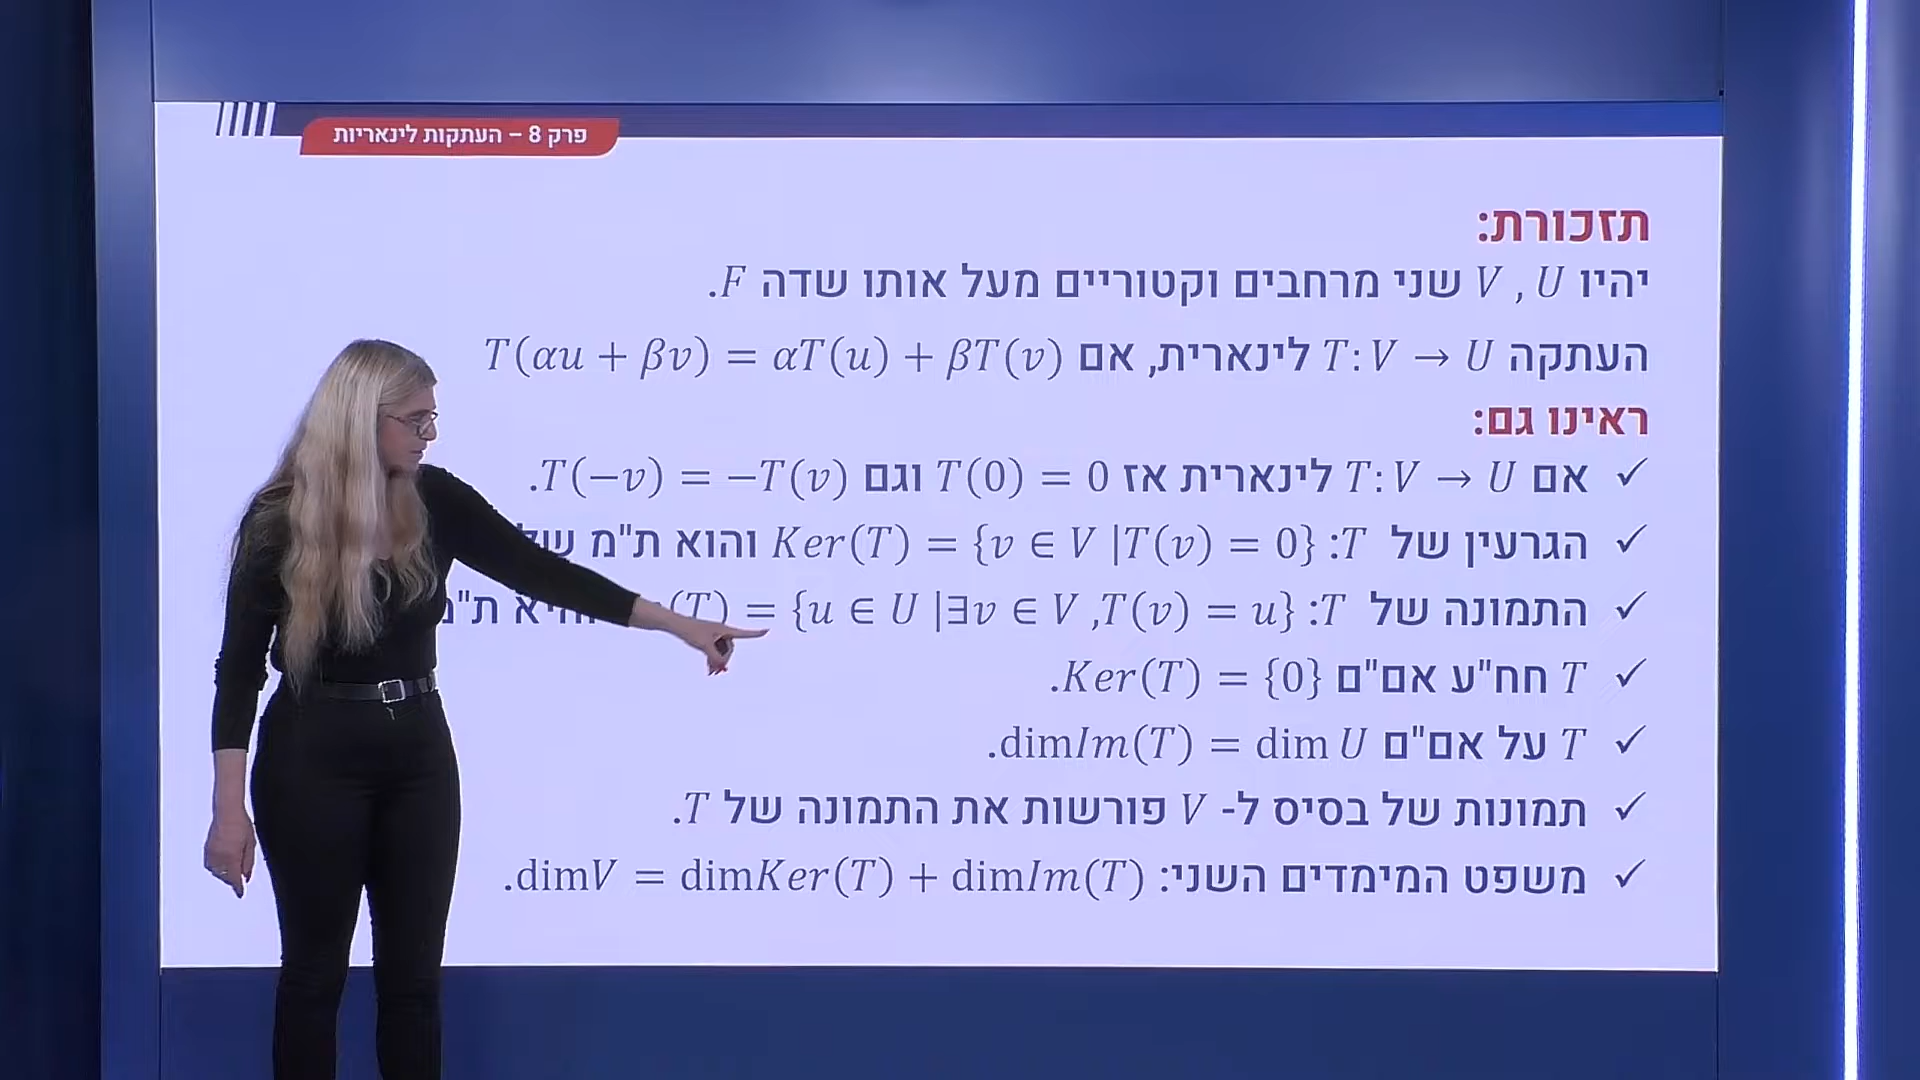 פרק 8 – העתקות לינאריות
תזכורת:
יהיו V , U שני מרחבים וקטוריים מעל אותו שדה F.
העתקה T: V → U לינארית, אם T(αu + βv) = αT(u) + βT(v)
ראינו גם:
✓ אם T: V → U לינארית אז T(0) = 0 וגם T(−v) = −T(v).
✓ הגרעין של T: Ker(T) = {v ∈ V |T(v) = 0} והוא ת"מ של
✓ התמונה של T: (T) = {u ∈ U |∃v ∈ V ,T(v) = u} ת"מ
✓ T חח"ע אם"ם Ker(T) = {0}.
✓ T על אם"ם dimIm(T) = dim U.
✓ תמונות של בסיס ל- V פורשות את התמונה של T.
✓ משפט המימדים השני: dimV = dimKer(T) + dimIm(T).